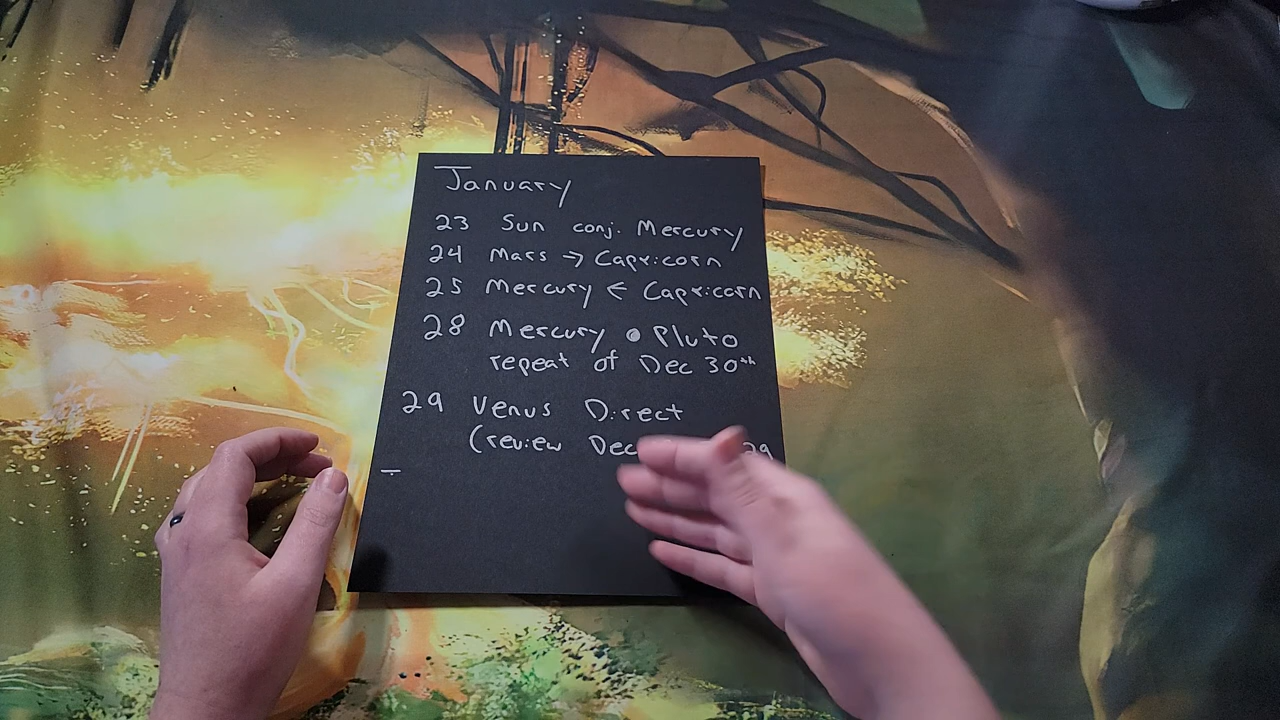 January
23 Sun conj. Mercury
24 Mars → Capricorn
25 Mercury ← Capricorn
28 Mercury ● Pluto
repeat of Dec 30th
29 Venus Direct
(review Dec 29